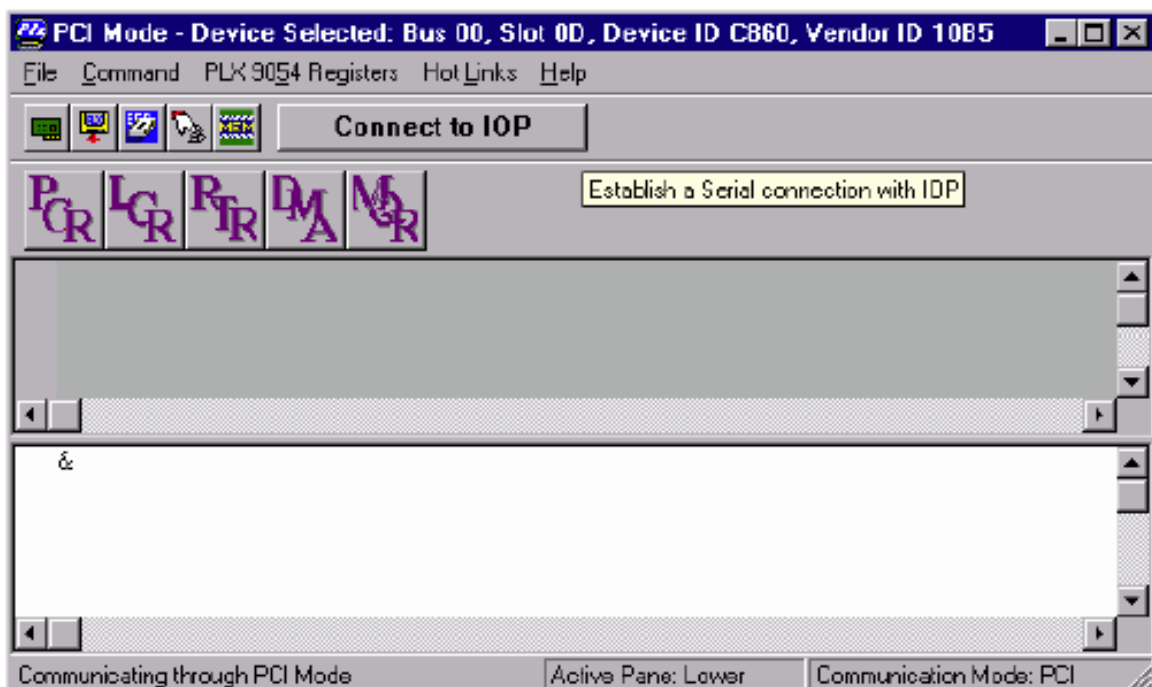 PCI Mode - Device Selected: Bus 00, Slot 0D, Device ID C860, Vendor ID 10B5
File Command PLX 9054 Registers Hot Links Help
MEM Connect to IOP
PCR LCR RTR DMA MQR
Establish a Serial connection with IOP
&
Communicating through PCI Mode Active Pane: Lower Communication Mode: PCI